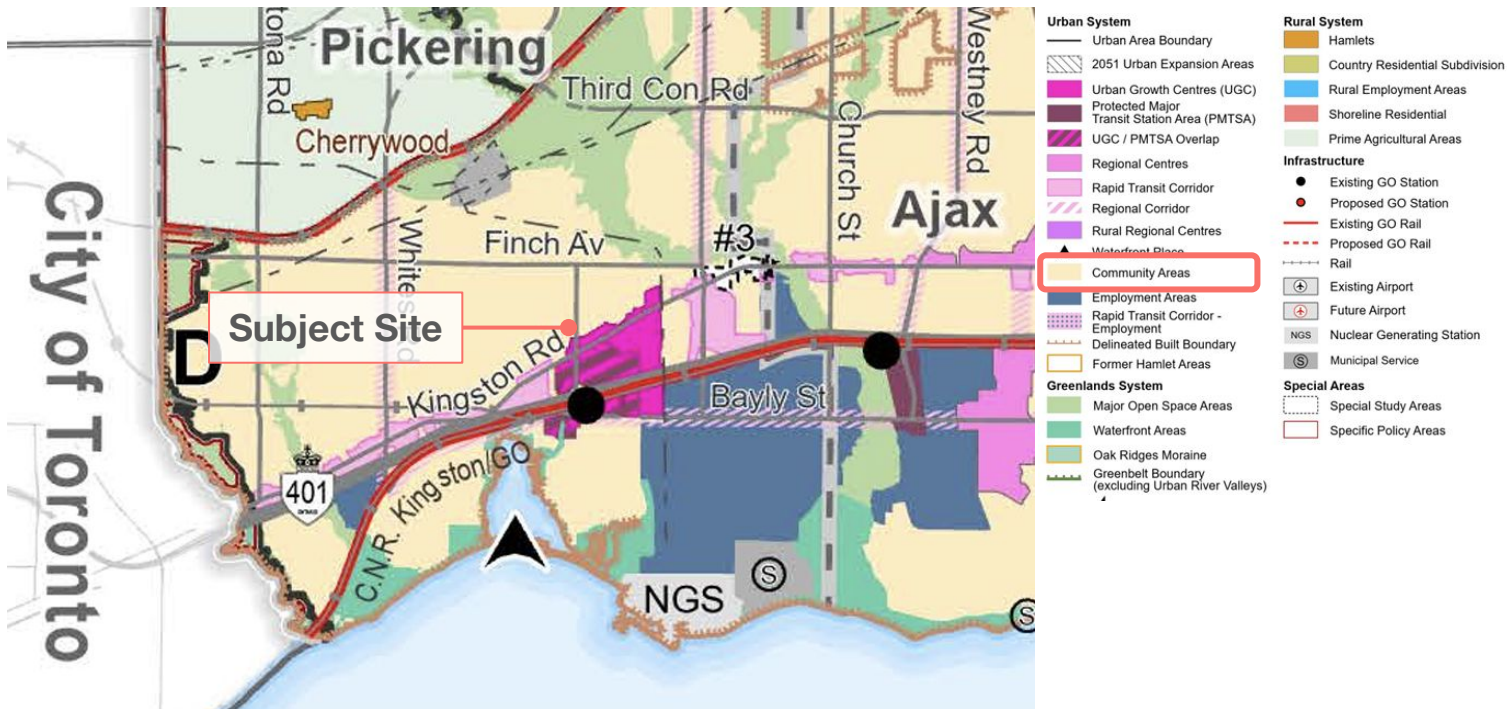 Pickering
tona Rd
Third Con Rd
Westney Rd
Church St
Cherrywood
City of Toronto
Ajax
Finch Av
#3
Subject Site
D
Kingston Rd
Bayly St
401
C.N.R. Kingston/GO
NGS
S
S
Urban System
Urban Area Boundary
2051 Urban Expansion Areas
Urban Growth Centres (UGC)
Protected Major
Transit Station Area (PMTSA)
UGC / PMTSA Overlap
Regional Centres
Rapid Transit Corridor
Regional Corridor
Rural Regional Centres
Waterfront Place
Community Areas
Employment Areas
Rapid Transit Corridor -
Employment
Delineated Built Boundary
Former Hamlet Areas
Greenlands System
Major Open Space Areas
Waterfront Areas
Oak Ridges Moraine
Greenbelt Boundary
(excluding Urban River Valleys)
Rural System
Hamlets
Country Residential Subdivision
Rural Employment Areas
Shoreline Residential
Prime Agricultural Areas
Infrastructure
Existing GO Station
Proposed GO Station
Existing GO Rail
Proposed GO Rail
Rail
Existing Airport
Future Airport
NGS Nuclear Generating Station
S Municipal Service
Special Areas
Special Study Areas
Specific Policy Areas